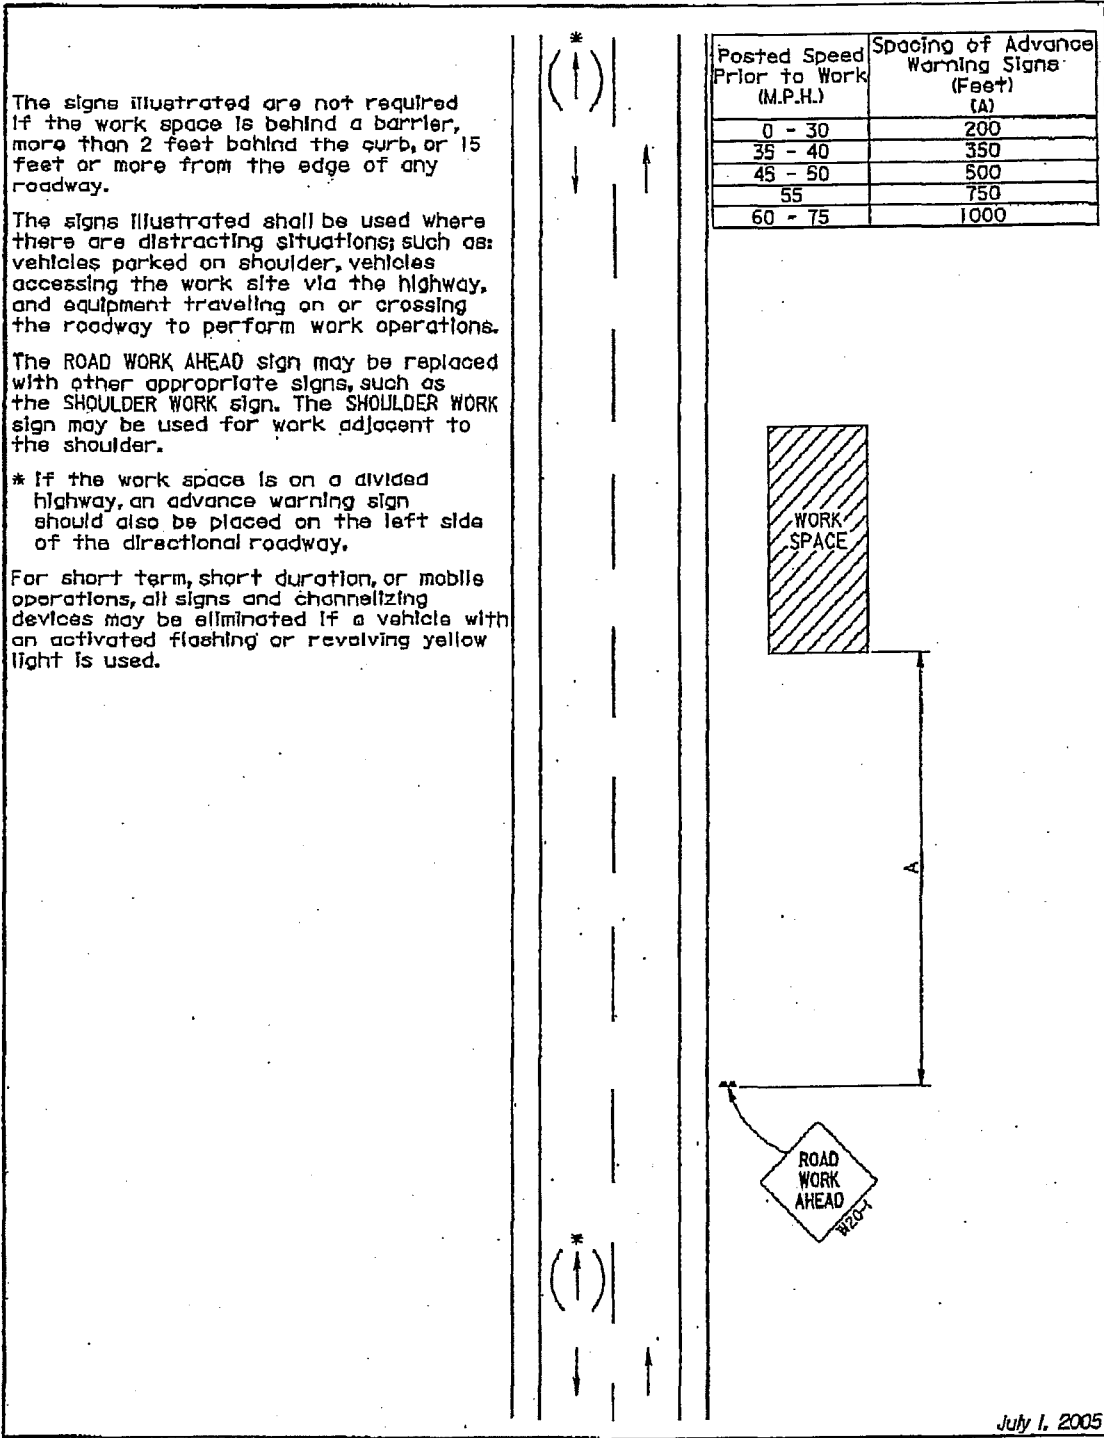 The signs illustrated are not required
if the work space is behind a barrier,
more than 2 feet behind the curb, or 15
feet or more from the edge of any
roadway.
The signs illustrated shall be used where
there are distracting situations; such as:
vehicles parked on shoulder, vehicles
accessing the work site via the highway,
and equipment traveling on or crossing
the roadway to perform work operations.
The ROAD WORK AHEAD sign may be replaced
with other appropriate signs, such as
the SHOULDER WORK sign. The SHOULDER WORK
sign may be used for work adjacent to
the shoulder.
* If the work space is on a divided
highway, an advance warning sign
should also be placed on the left side
of the directional roadway.
For short term, short duration, or mobile
operations, all signs and channelizing
devices may be eliminated if a vehicle with
an activated flashing or revolving yellow
light is used.
*
Posted Speed
Prior to Work
(M.P.H.)
Spacing of Advance
Warning Signs
(Feet)
(A)
0 - 30 200
35 - 40 350
45 - 50 500
55 750
60 - 75 1000
WORK
SPACE
A
ROAD
WORK
AHEAD
W20-1
*
July 1, 2005